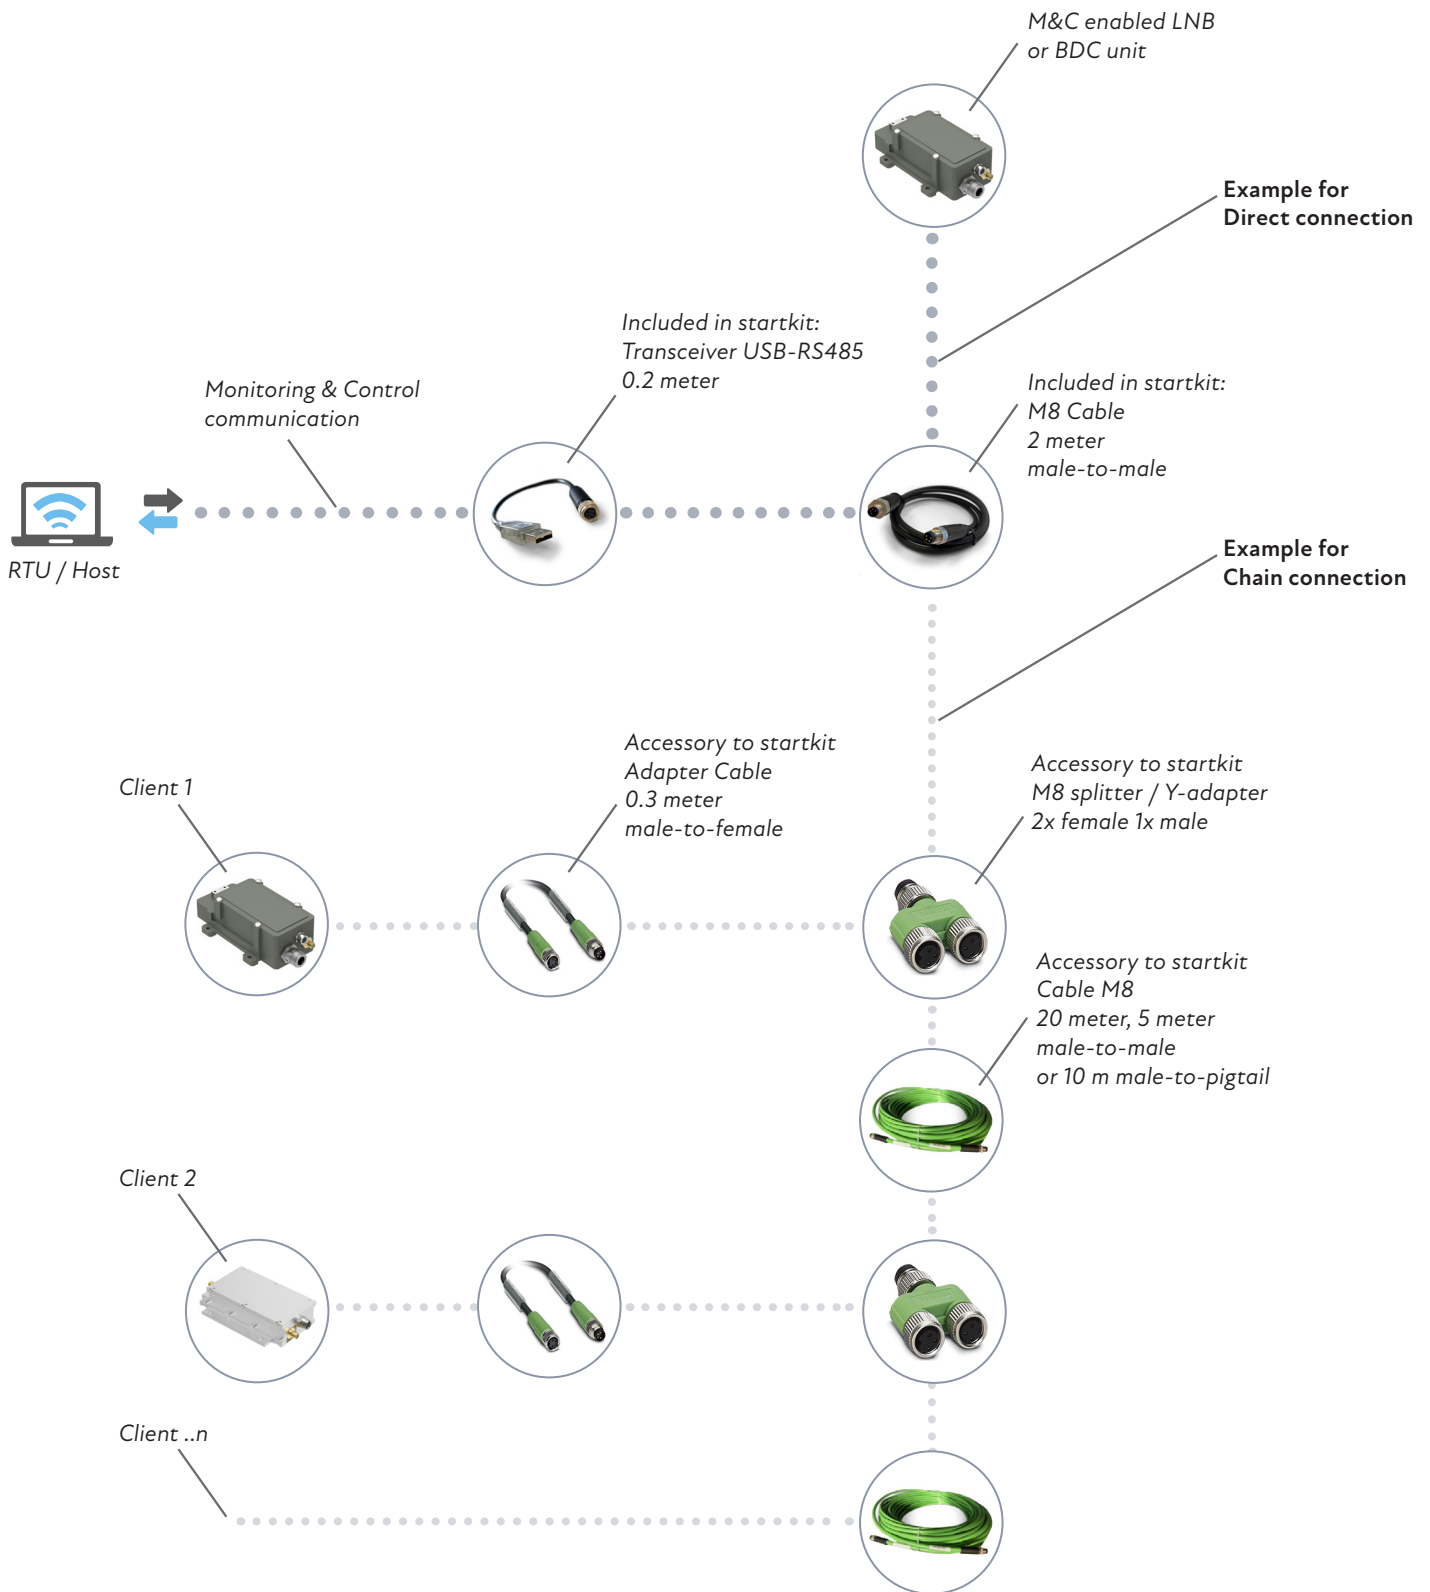 M&C enabled LNB
or BDC unit
Example for
Direct connection
Included in startkit:
Transceiver USB-RS485
0.2 meter
Monitoring & Control
communication
Included in startkit:
M8 Cable
2 meter
male-to-male
RTU / Host
Example for
Chain connection
Accessory to startkit
Adapter Cable
0.3 meter
male-to-female
Client 1
Accessory to startkit
M8 splitter / Y-adapter
2x female 1x male
Accessory to startkit
Cable M8
20 meter, 5 meter
male-to-male
or 10 m male-to-pigtail
Client 2
Client ..n